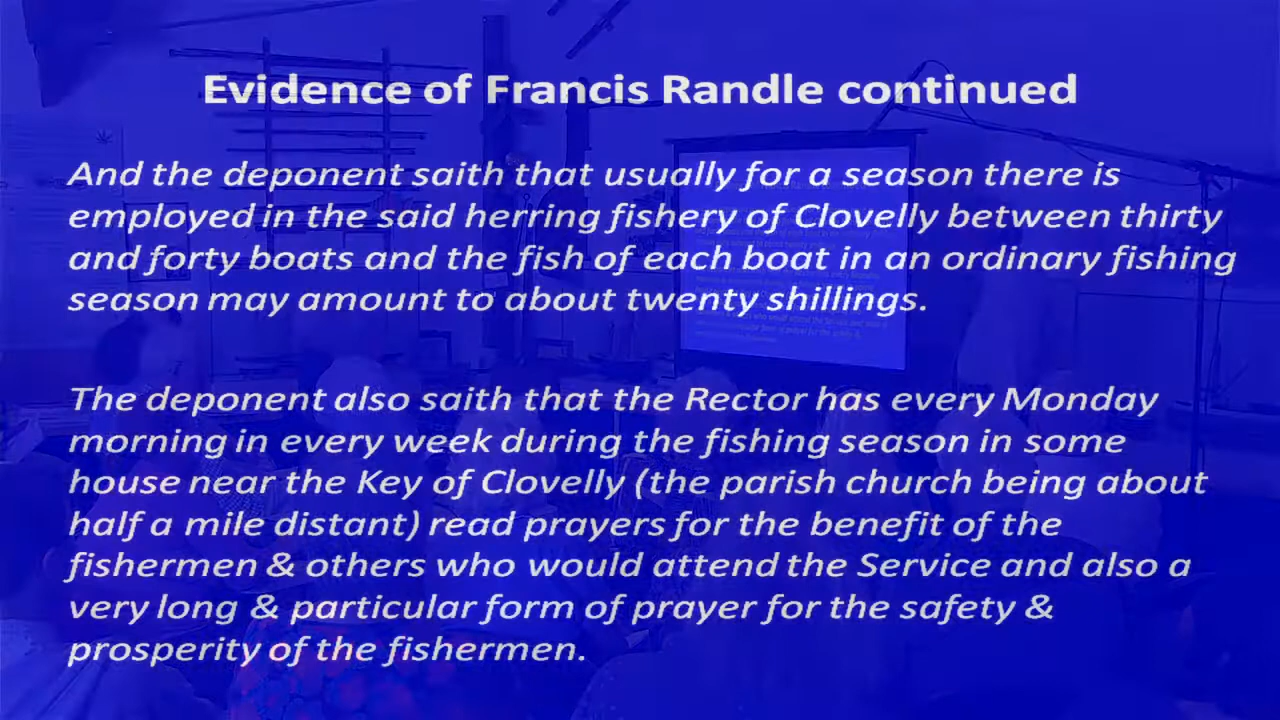 Evidence of Francis Randle continued
And the deponent saith that usually for a season there is
employed in the said herring fishery of Clovelly between thirty
and forty boats and the fish of each boat in an ordinary fishing
season may amount to about twenty shillings.
The deponent also saith that the Rector has every Monday
morning in every week during the fishing season in some
house near the Key of Clovelly (the parish church being about
half a mile distant) read prayers for the benefit of the
fishermen & others who would attend the Service and also a
very long & particular form of prayer for the safety &
prosperity of the fishermen.